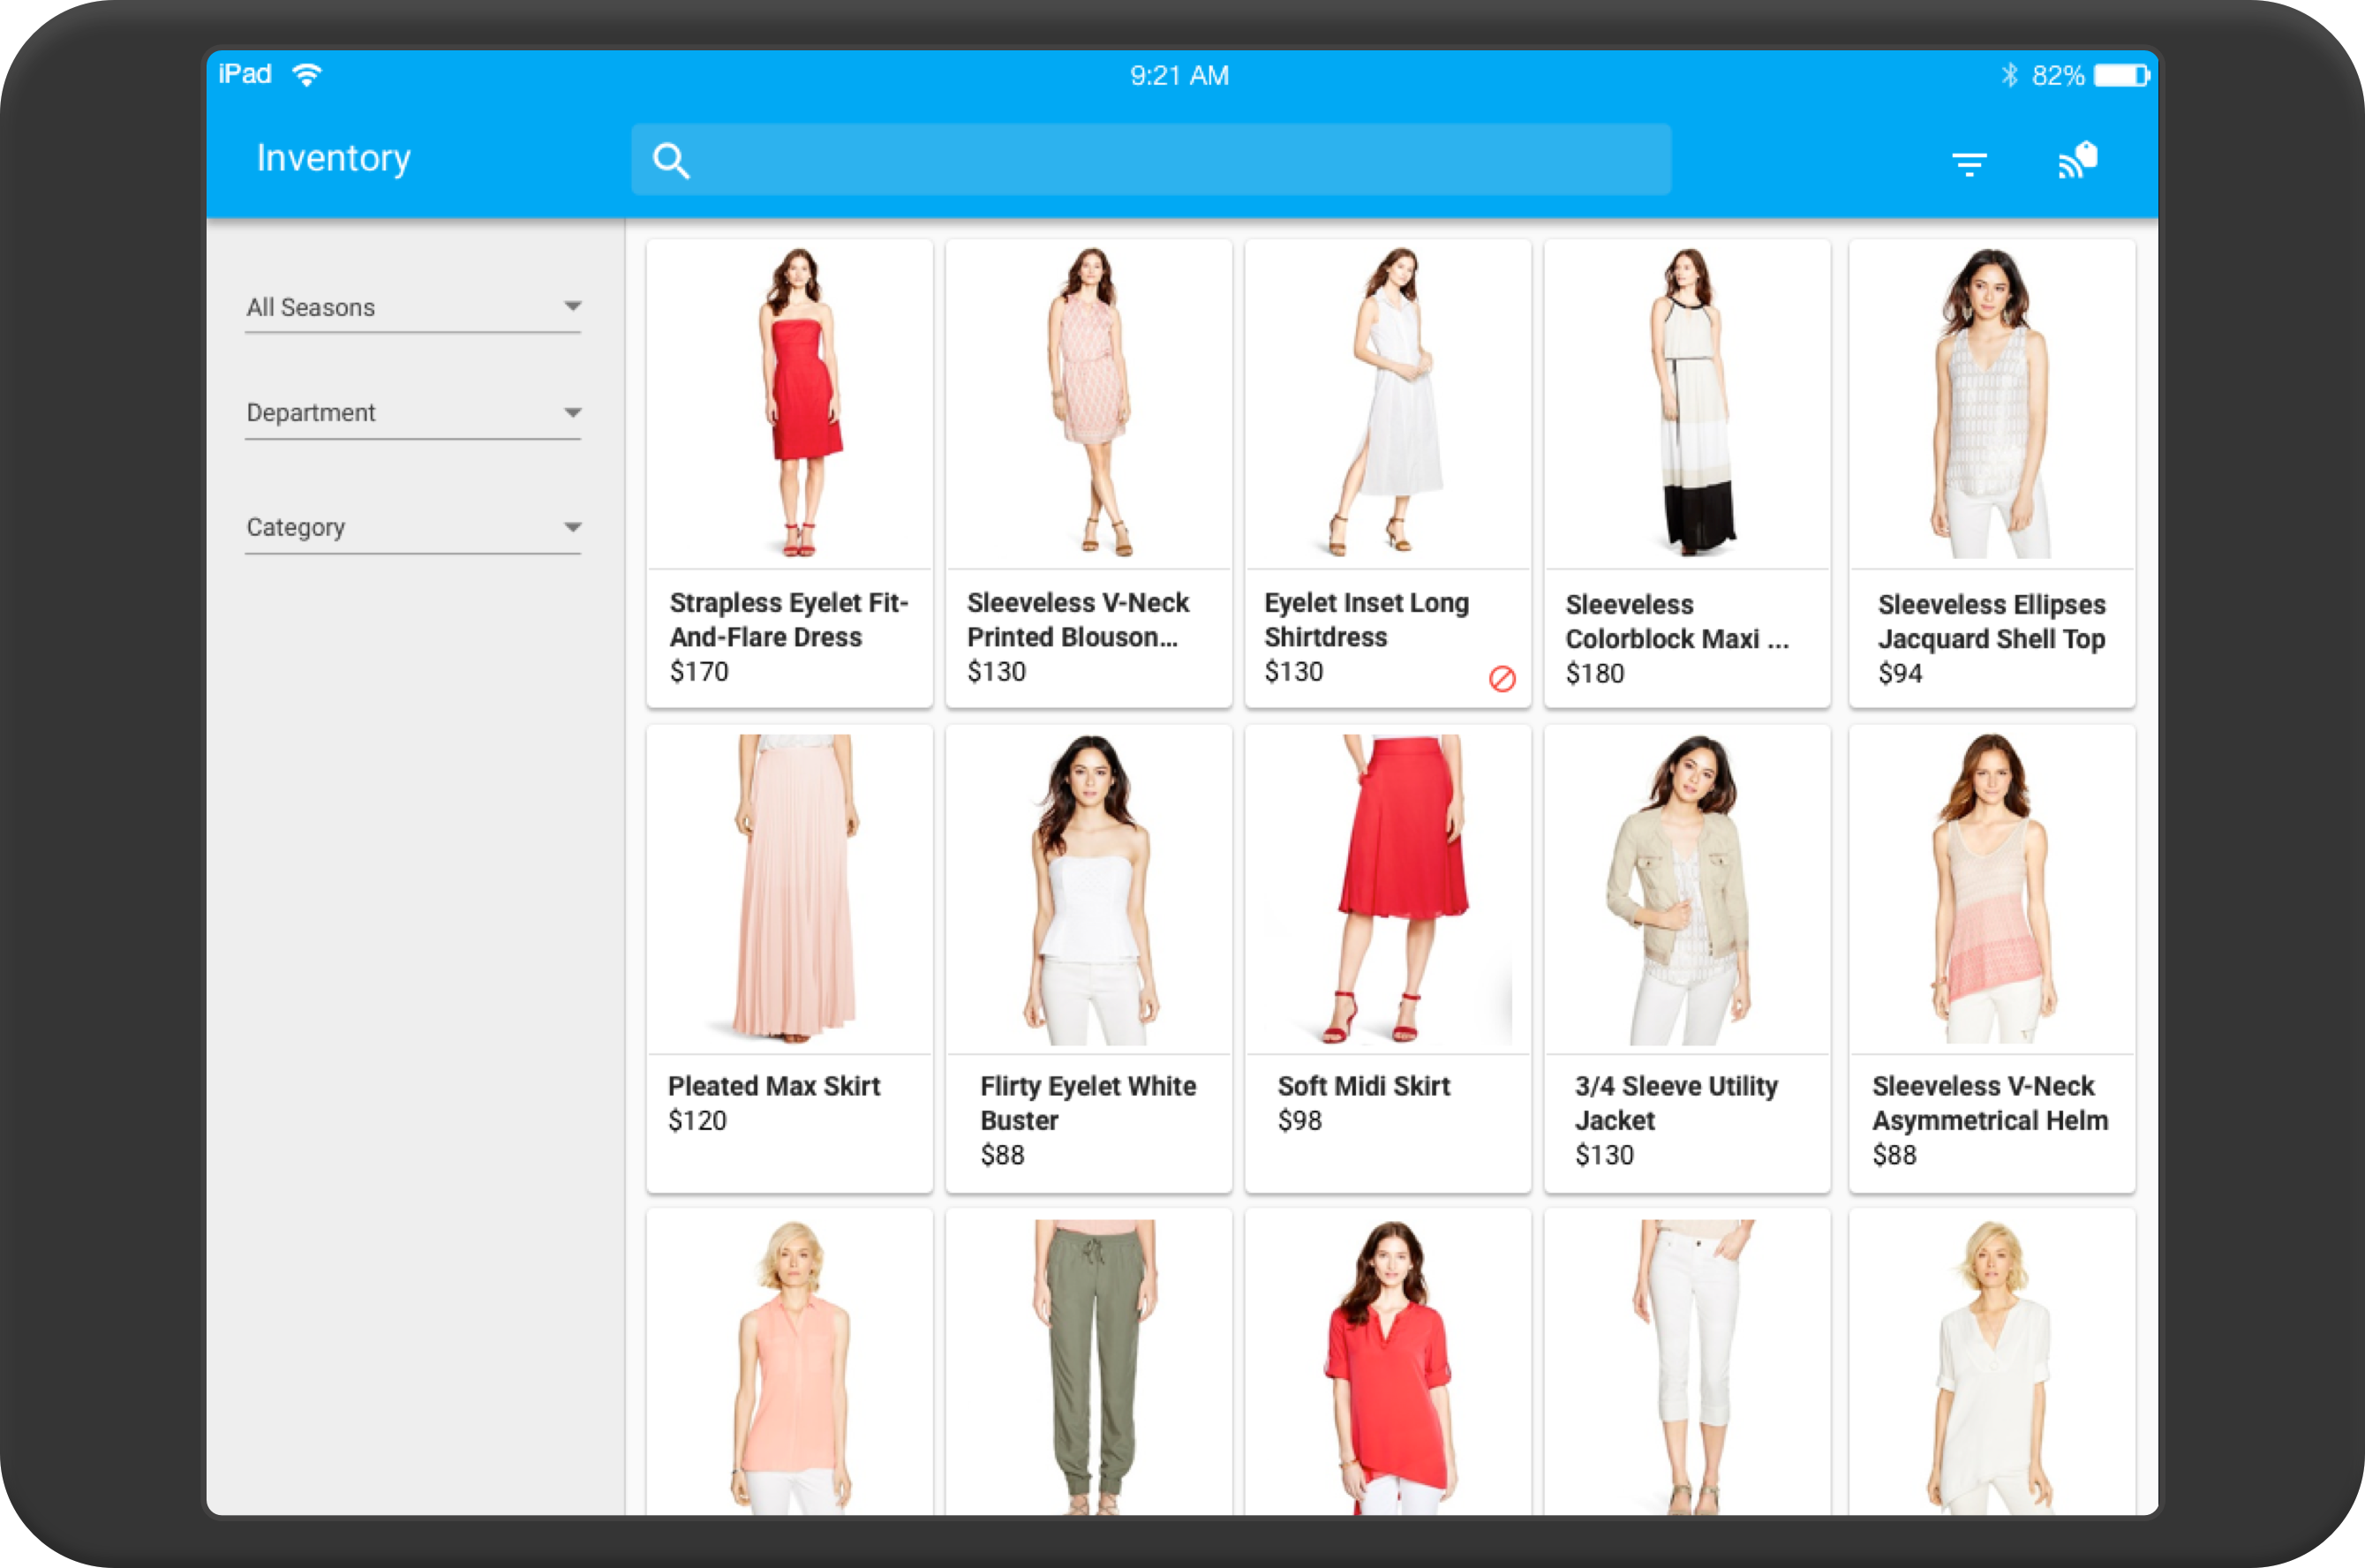 iPad
9:21 AM
82%
Inventory
All Seasons
Department
Category
Strapless Eyelet Fit-
And-Flare Dress
$170
Sleeveless V-Neck
Printed Blouson...
$130
Eyelet Inset Long
Shirtdress
$130
Sleeveless
Colorblock Maxi ...
$180
Sleeveless Ellipses
Jacquard Shell Top
$94
Pleated Max Skirt
$120
Flirty Eyelet White
Buster
$88
Soft Midi Skirt
$98
3/4 Sleeve Utility
Jacket
$130
Sleeveless V-Neck
Asymmetrical Helm
$88